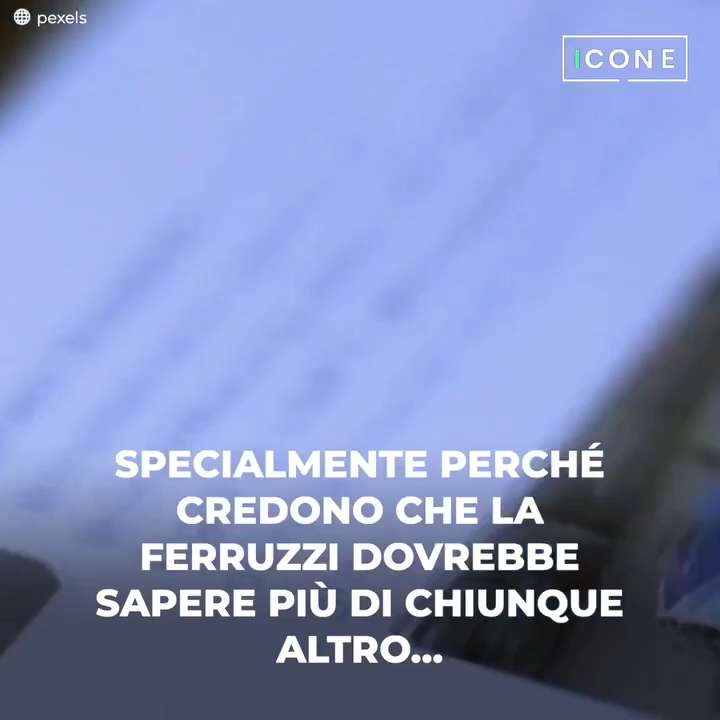 pexels
ICONE
SPECIALMENTE PERCHÉ
CREDONO CHE LA
FERRUZZI DOVREBBE
SAPERE PIÙ DI CHIUNQUE
ALTRO...